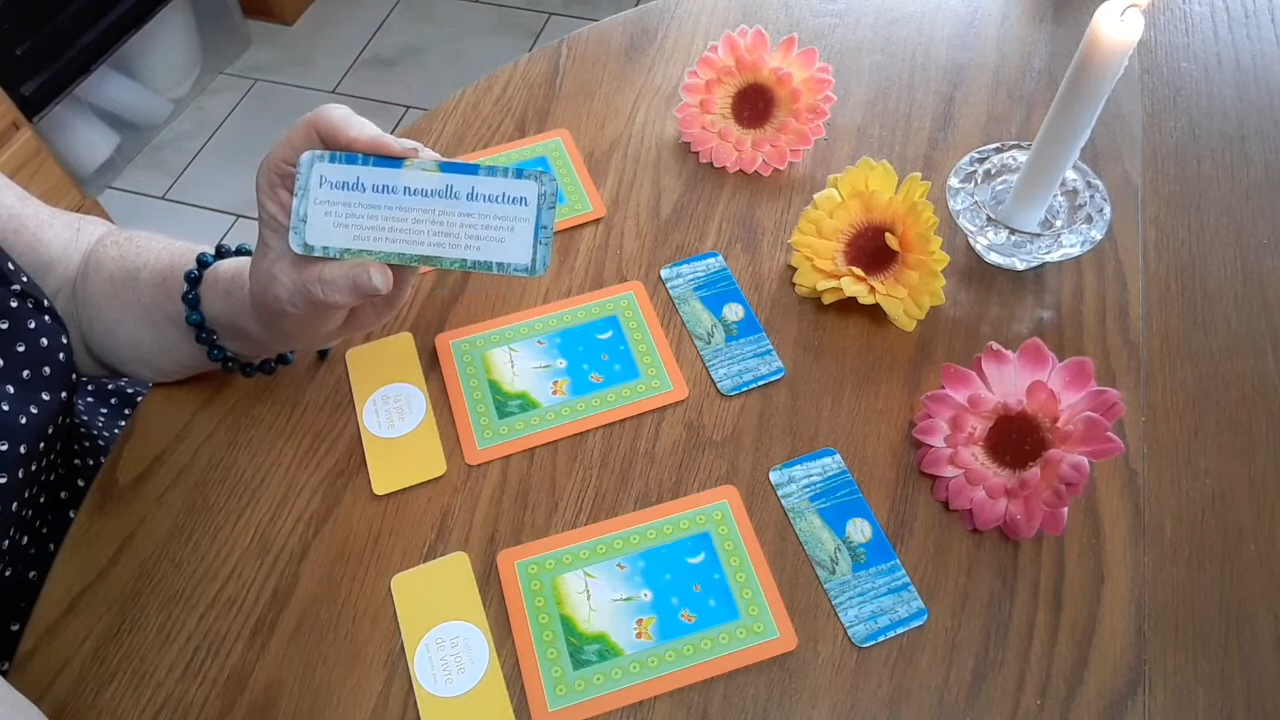 Prends une nouvelle direction
Certaines choses ne résonnent plus avec ton évolution
et tu peux les laisser derrière toi avec sérénité
Une nouvelle direction t'attend, beaucoup
plus en harmonie avec ton être
la joie
de vivre
la joie
de vivre